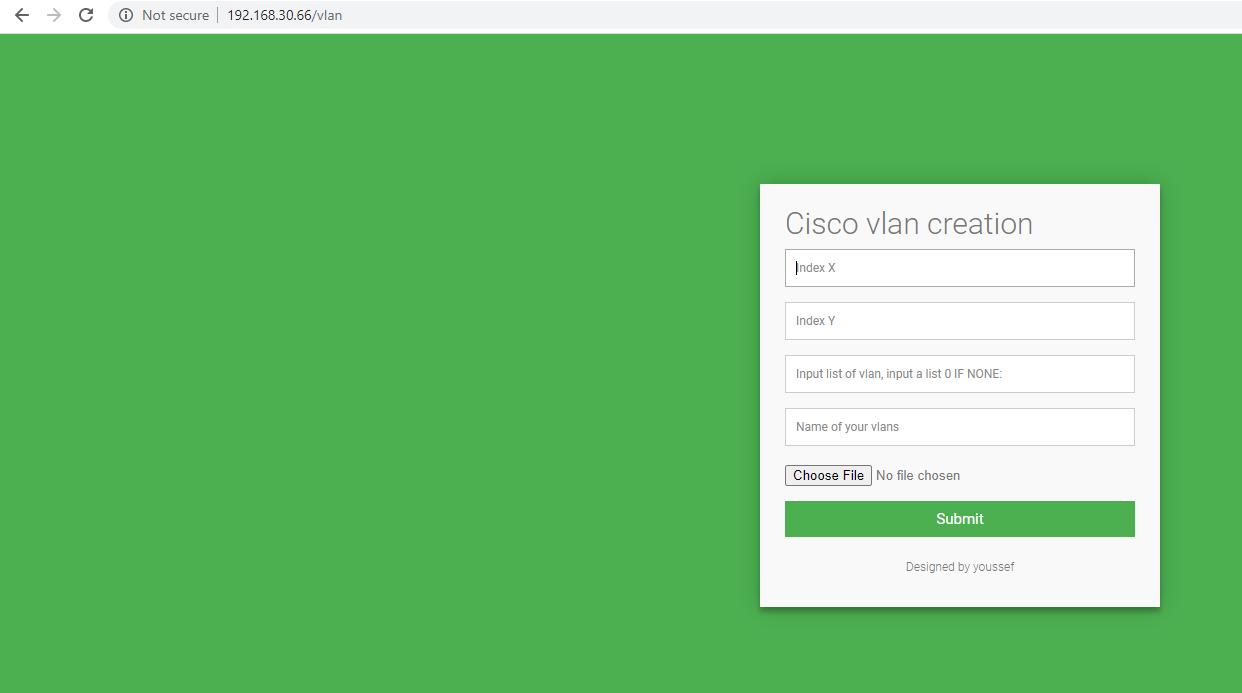 Not secure 192.168.30.66/vlan
Cisco vlan creation
Index X
Index Y
Input list of vlan, input a list 0 IF NONE:
Name of your vlans
Choose File No file chosen
Submit
Designed by youssef